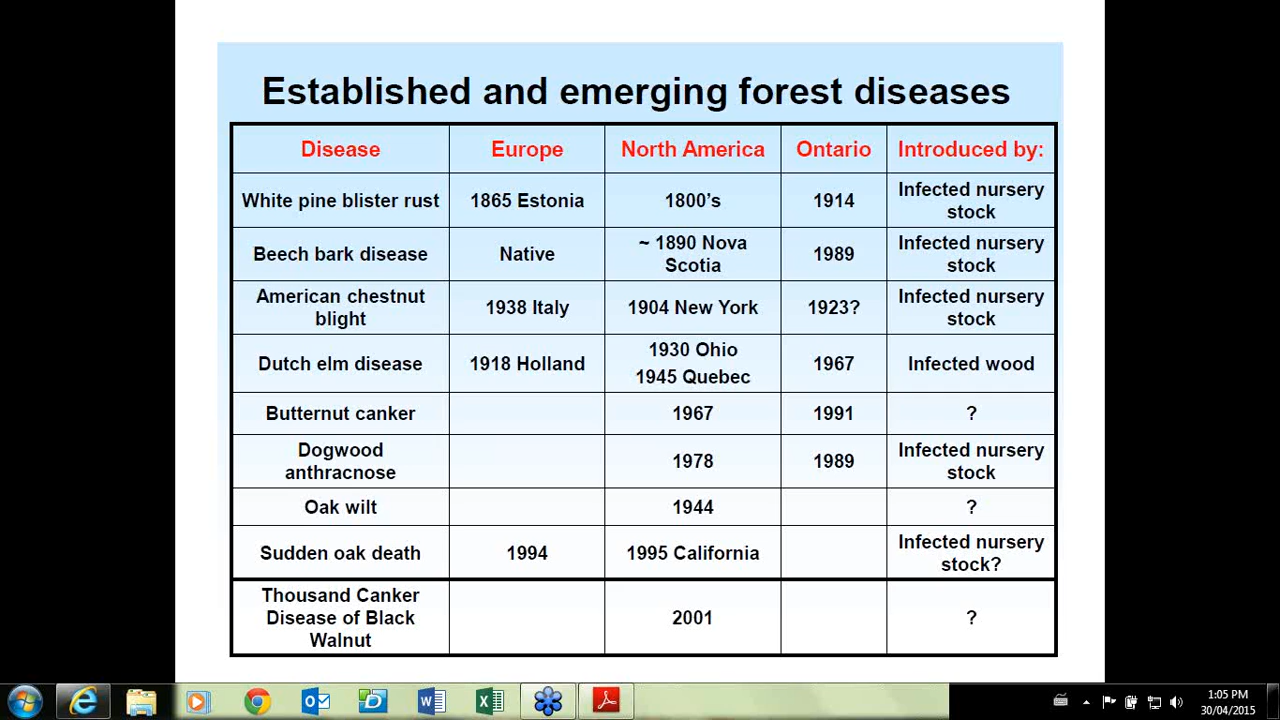 Established and emerging forest diseases
Disease Europe North America Ontario Introduced by:
White pine blister rust 1865 Estonia 1800's 1914 Infected nursery stock
Beech bark disease Native ~ 1890 Nova Scotia 1989 Infected nursery stock
American chestnut blight 1938 Italy 1904 New York 1923? Infected nursery stock
Dutch elm disease 1918 Holland 1930 Ohio 1945 Quebec 1967 Infected wood
Butternut canker 1967 1991 ?
Dogwood anthracnose 1978 1989 Infected nursery stock
Oak wilt 1944 ?
Sudden oak death 1994 1995 California Infected nursery stock?
Thousand Canker Disease of Black Walnut 2001 ?
1:05 PM
30/04/2015